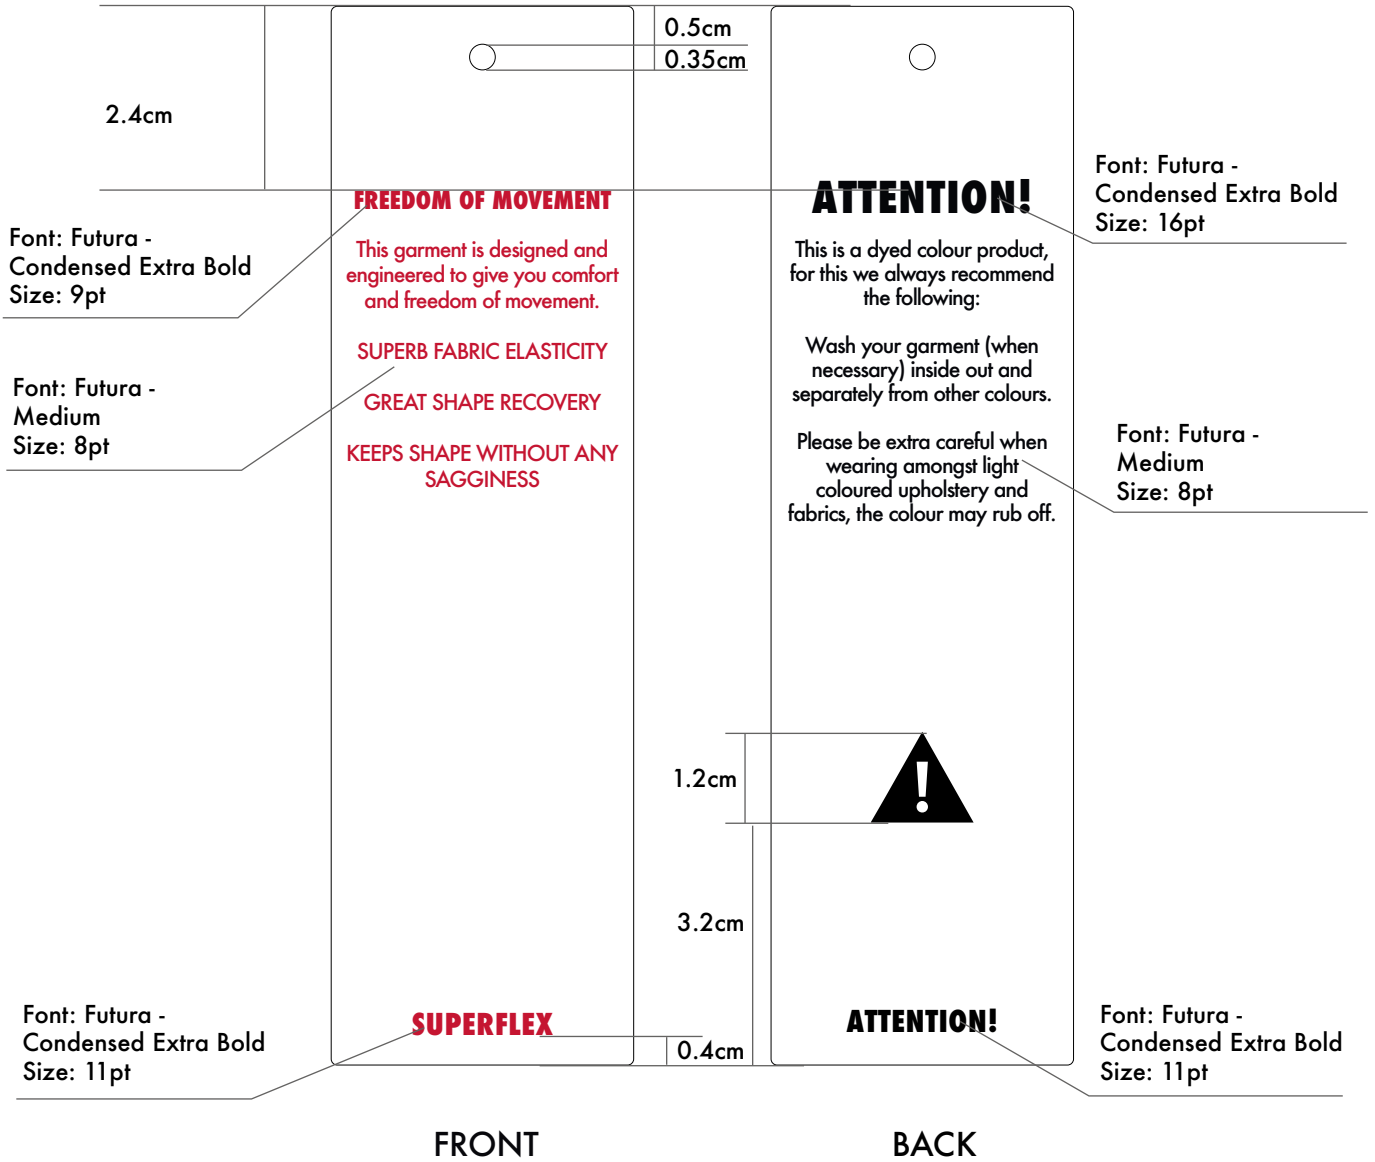 0.5cm
0.35cm
2.4cm
FREEDOM OF MOVEMENT
This garment is designed and
engineered to give you comfort
and freedom of movement.
SUPERB FABRIC ELASTICITY
GREAT SHAPE RECOVERY
KEEPS SHAPE WITHOUT ANY
SAGGINESS
SUPERFLEX
Font: Futura -
Condensed Extra Bold
Size: 9pt
Font: Futura -
Medium
Size: 8pt
Font: Futura -
Condensed Extra Bold
Size: 11pt
0.4cm
FRONT
ATTENTION!
This is a dyed colour product,
for this we always recommend
the following:
Wash your garment (when
necessary) inside out and
separately from other colours.
Please be extra careful when
wearing amongst light
coloured upholstery and
fabrics, the colour may rub off.
!
ATTENTION!
Font: Futura -
Condensed Extra Bold
Size: 16pt
Font: Futura -
Medium
Size: 8pt
1.2cm
3.2cm
Font: Futura -
Condensed Extra Bold
Size: 11pt
BACK